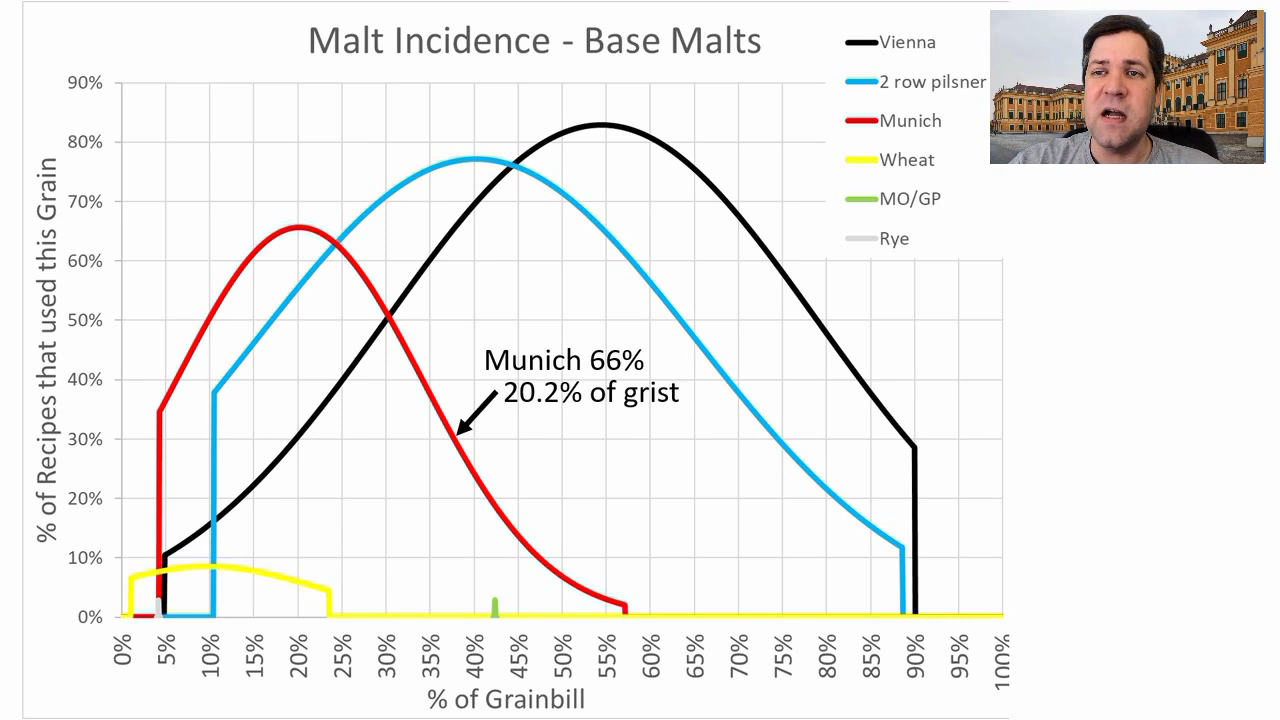 Malt Incidence - Base Malts
Vienna
2 row pilsner
Munich
Wheat
MO/GP
Rye
% of Recipes that used this Grain
90%
80%
70%
60%
50%
40%
30%
20%
10%
0%
Munich 66%
20.2% of grist
0% 5% 10% 15% 20% 25% 30% 35% 40% 45% 50% 55% 60% 65% 70% 75% 80% 85% 90% 95% 100%
% of Grainbill